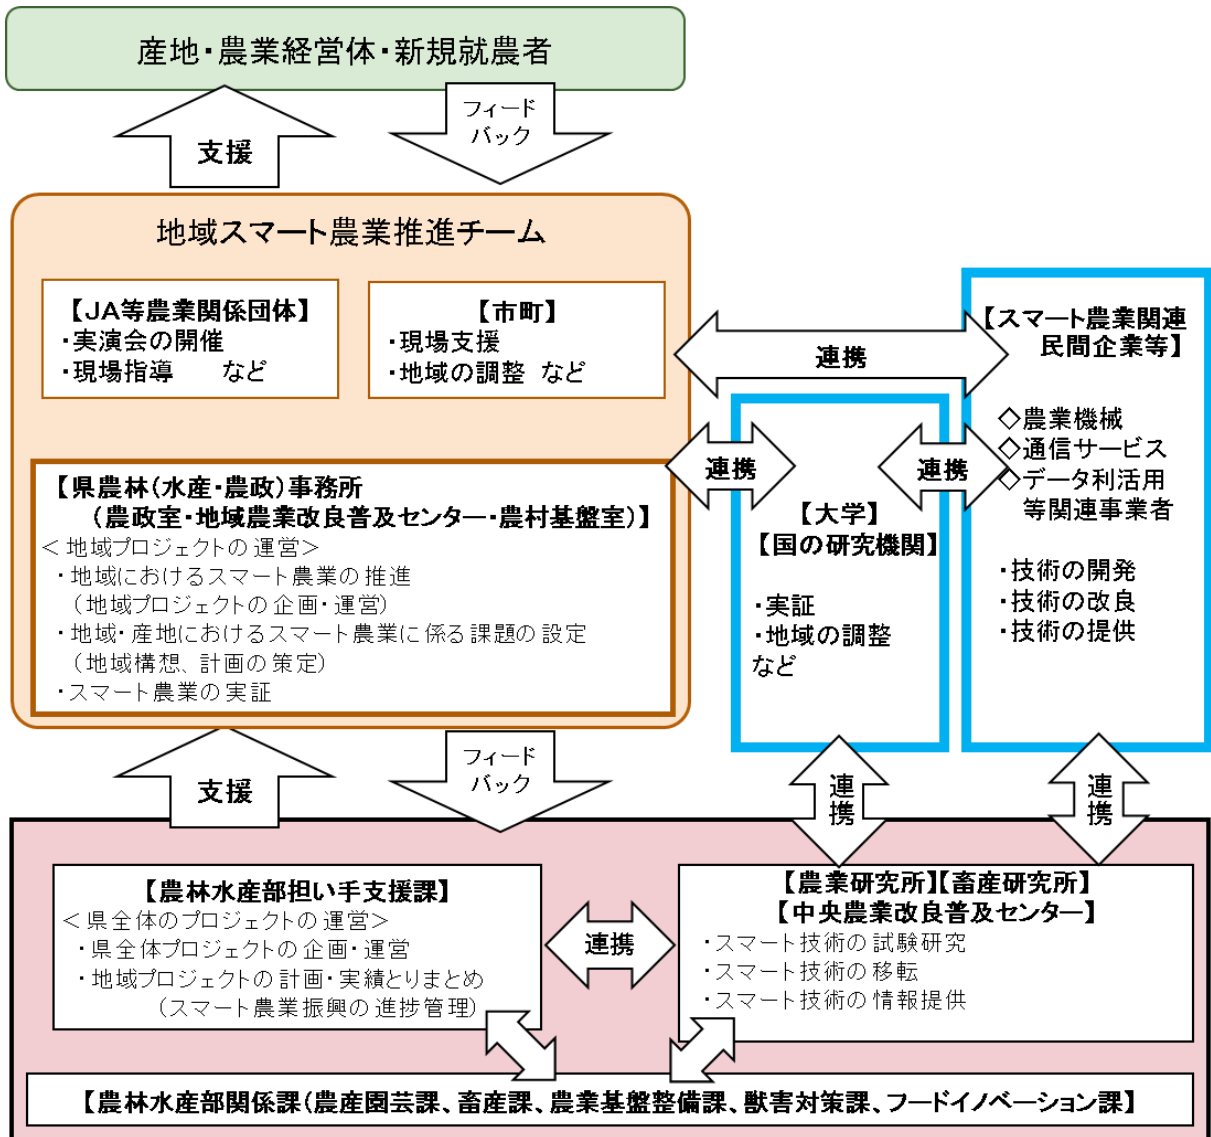 産地・農業経営体・新規就農者
支援
フィード
バック
地域スマート農業推進チーム
【JA等農業関係団体】
・実演会の開催
・現場指導　　など
【市町】
・現場支援
・地域の調整 など
【県農林(水産・農政)事務所
（農政室・地域農業改良普及センター・農村基盤室)】
＜地域プロジェクトの運営＞
・地域におけるスマート農業の推進
（地域プロジェクトの企画・運営）
・地域・産地におけるスマート農業に係る課題の設定
（地域構想、計画の策定）
・スマート農業の実証
連携
連携
連携
【スマート農業関連
民間企業等】
◇農業機械
◇通信サービス
◇データ利活用
等関連事業者
・技術の開発
・技術の改良
・技術の提供
【大学】
【国の研究機関】
・実証
・地域の調整
など
支援
フィード
バック
連
携
連
携
【農林水産部担い手支援課】
＜県全体のプロジェクトの運営＞
・県全体プロジェクトの企画・運営
・地域プロジェクトの計画・実績とりまとめ
（スマート農業振興の進捗管理）
連携
【農業研究所】【畜産研究所】
【中央農業改良普及センター】
・スマート技術の試験研究
・スマート技術の移転
・スマート技術の情報提供
【農林水産部関係課(農産園芸課、畜産課、農業基盤整備課、獣害対策課、フードイノベーション課】